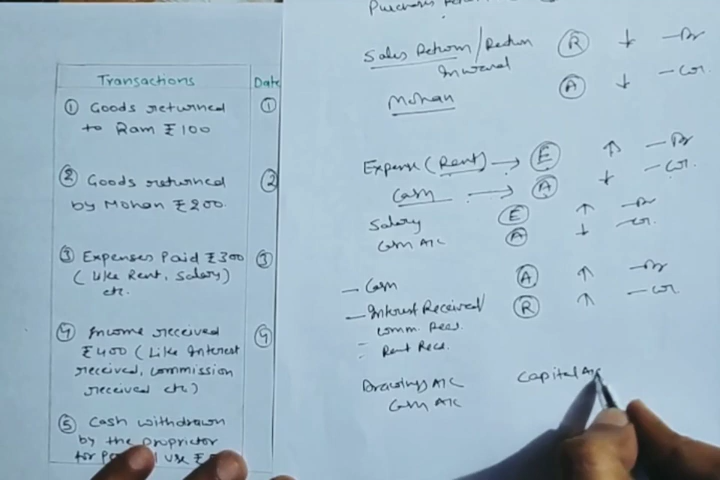 Transactions Date
① Goods returned
to Ram ₹100
①
② Goods returned
by Mohan ₹200.
②
③ Expenses Paid ₹300
(Like Rent, Salary)
etc.
③
④ Income received
₹400 (Like Interest
received, commission
received etc)
④
⑤ Cash withdrawn
by the proprietor
for use ₹
Purchases
Sales Return / Return Ⓡ ↓ — Dr
Inward
Mohan Ⓐ ↓ — Cr.
Expense (Rent) → Ⓔ ↑ — Dr
Cash → Ⓐ ↓ — Cr.
Salary Ⓔ ↑ — Dr
Cash A/c Ⓐ ↓ — Cr.
— Cash Ⓐ ↑ — Dr
— Interest Received/ Ⓡ ↑ — Cr.
Comm. Recd.
Rent Recd.
Drawings A/c Capital A/c
Cash A/c